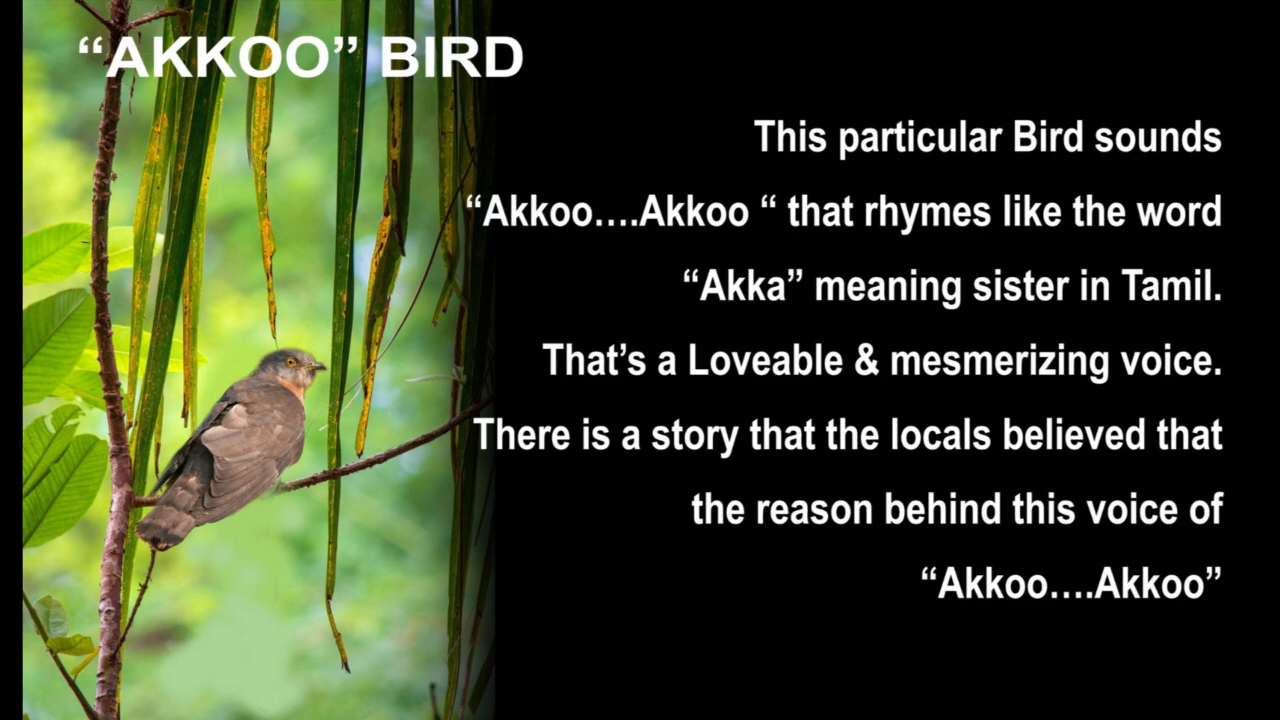 “AKKOO” BIRD
This particular Bird sounds
“Akkoo....Akkoo “ that rhymes like the word
“Akka” meaning sister in Tamil.
That’s a Loveable & mesmerizing voice.
There is a story that the locals believed that
the reason behind this voice of
“Akkoo....Akkoo”